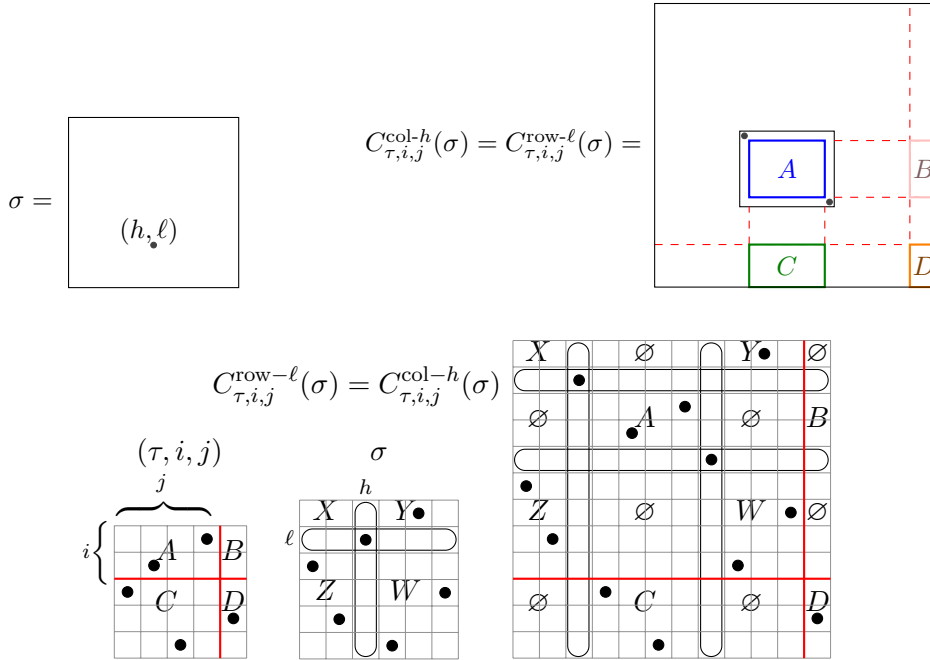 σ =
(h, ℓ)
C^{col-h}_{τ,i,j}(σ) = C^{row-ℓ}_{τ,i,j}(σ) =
A
B
C
D
C^{row−ℓ}_{τ,i,j}(σ) = C^{col−h}_{τ,i,j}(σ)
X ∅ Y ∅
∅ A ∅ B
Z ∅ W ∅
∅ C ∅ D
(τ, i, j)
j
i
A B
C D
σ
h
ℓ
X Y
Z W